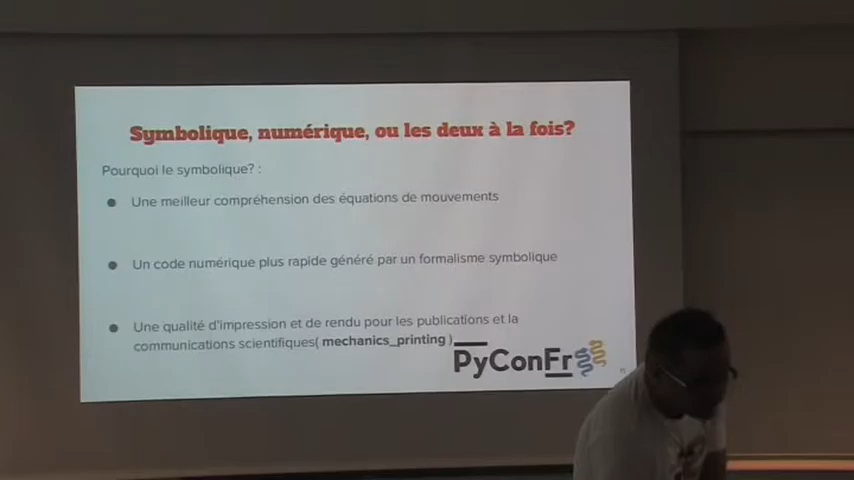 Symbolique, numérique, ou les deux à la fois?
Pourquoi le symbolique? :
Une meilleur compréhension des équations de mouvements
Un code numérique plus rapide généré par un formalisme symbolique
Une qualité d'impression et de rendu pour les publications et la
communications scientifiques( mechanics_printing )
PyConFr